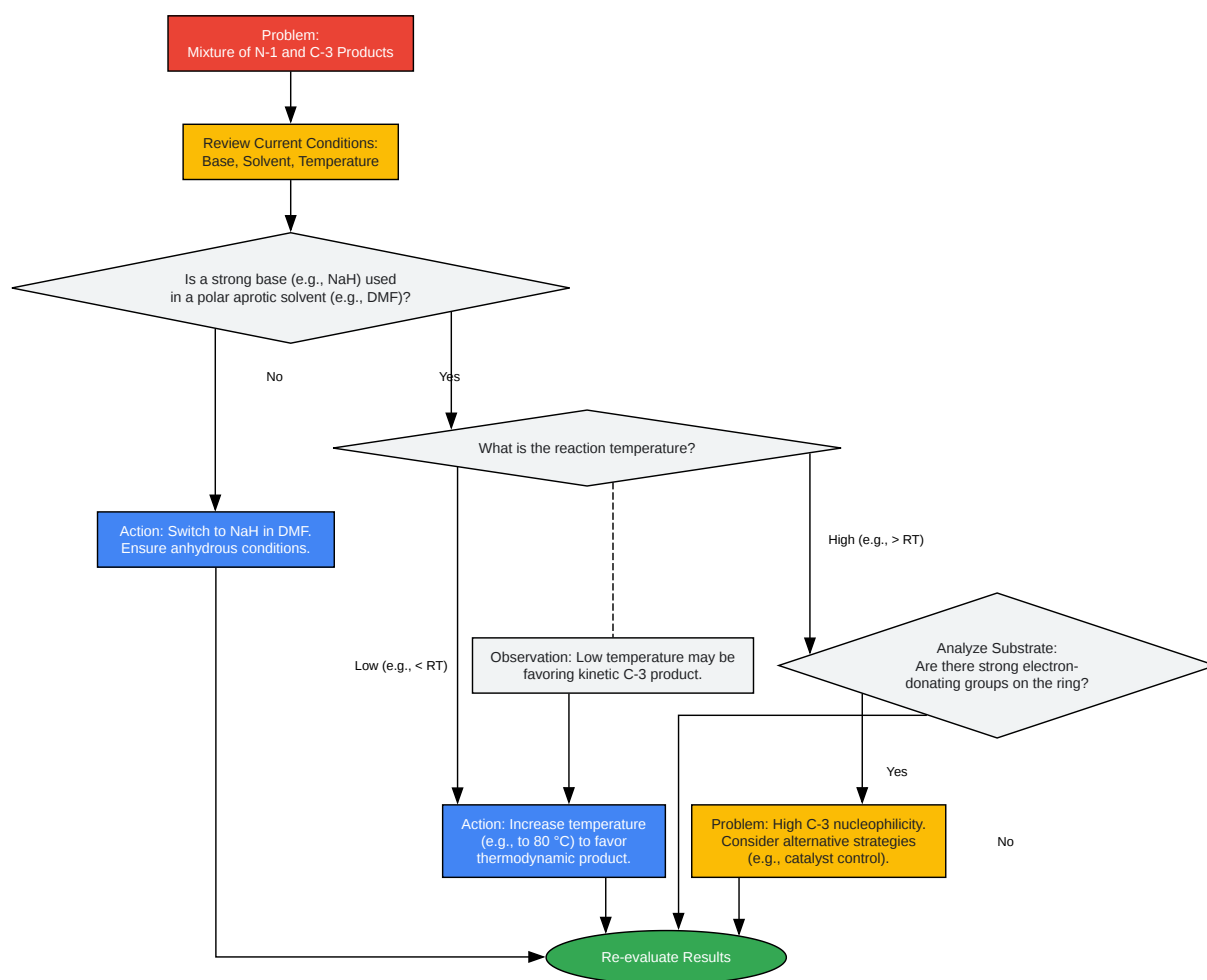 Problem:
Mixture of N-1 and C-3 Products
Review Current Conditions:
Base, Solvent, Temperature
Is a strong base (e.g., NaH) used
in a polar aprotic solvent (e.g., DMF)?
No
Yes
What is the reaction temperature?
Action: Switch to NaH in DMF.
Ensure anhydrous conditions.
High (e.g., > RT)
Low (e.g., < RT)
Observation: Low temperature may be
favoring kinetic C-3 product.
Analyze Substrate:
Are there strong electron-
donating groups on the ring?
Yes
Action: Increase temperature
(e.g., to 80 °C) to favor
thermodynamic product.
Problem: High C-3 nucleophilicity.
Consider alternative strategies
(e.g., catalyst control).
No
Re-evaluate Results